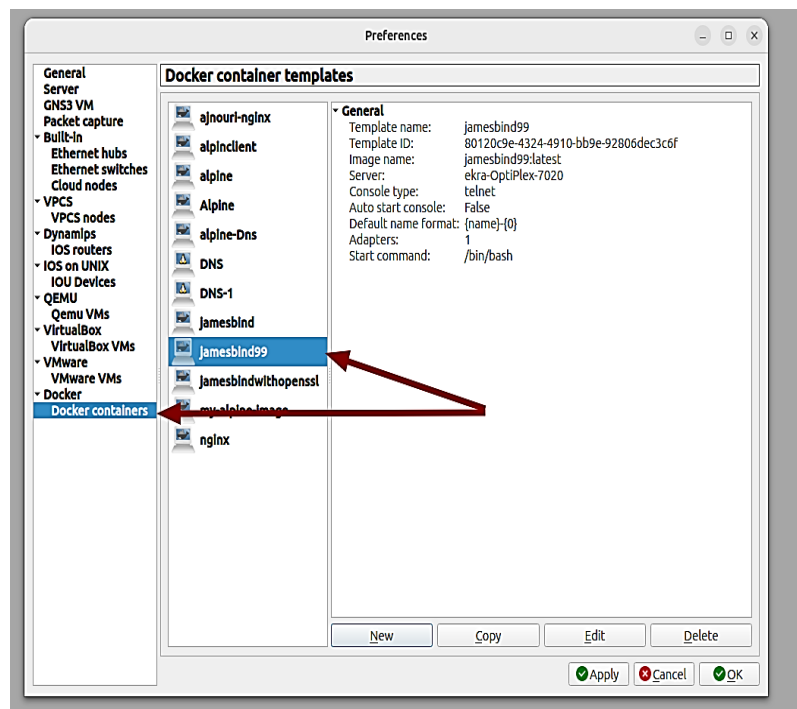 Preferences
General
Server
GNS3 VM
Packet capture
Built-in
Ethernet hubs
Ethernet switches
Cloud nodes
VPCS
VPCS nodes
Dynamips
IOS routers
IOS on UNIX
IOU Devices
QEMU
Qemu VMs
VirtualBox
VirtualBox VMs
VMware
VMware VMs
Docker
Docker containers
Docker container templates
ajnouri-nginx
alpinclient
alpine
Alpine
alpine-Dns
DNS
DNS-1
jamesbind
jamesbind99
jamesbindwithopenssl
my-alpine-image
nginx
General
Template name: jamesbind99
Template ID: 80120c9e-4324-4910-bb9e-92806dec3c6f
Image name: jamesbind99:latest
Server: ekra-OptiPlex-7020
Console type: telnet
Auto start console: False
Default name format: {name}-{0}
Adapters: 1
Start command: /bin/bash
New Copy Edit Delete
Apply Cancel OK